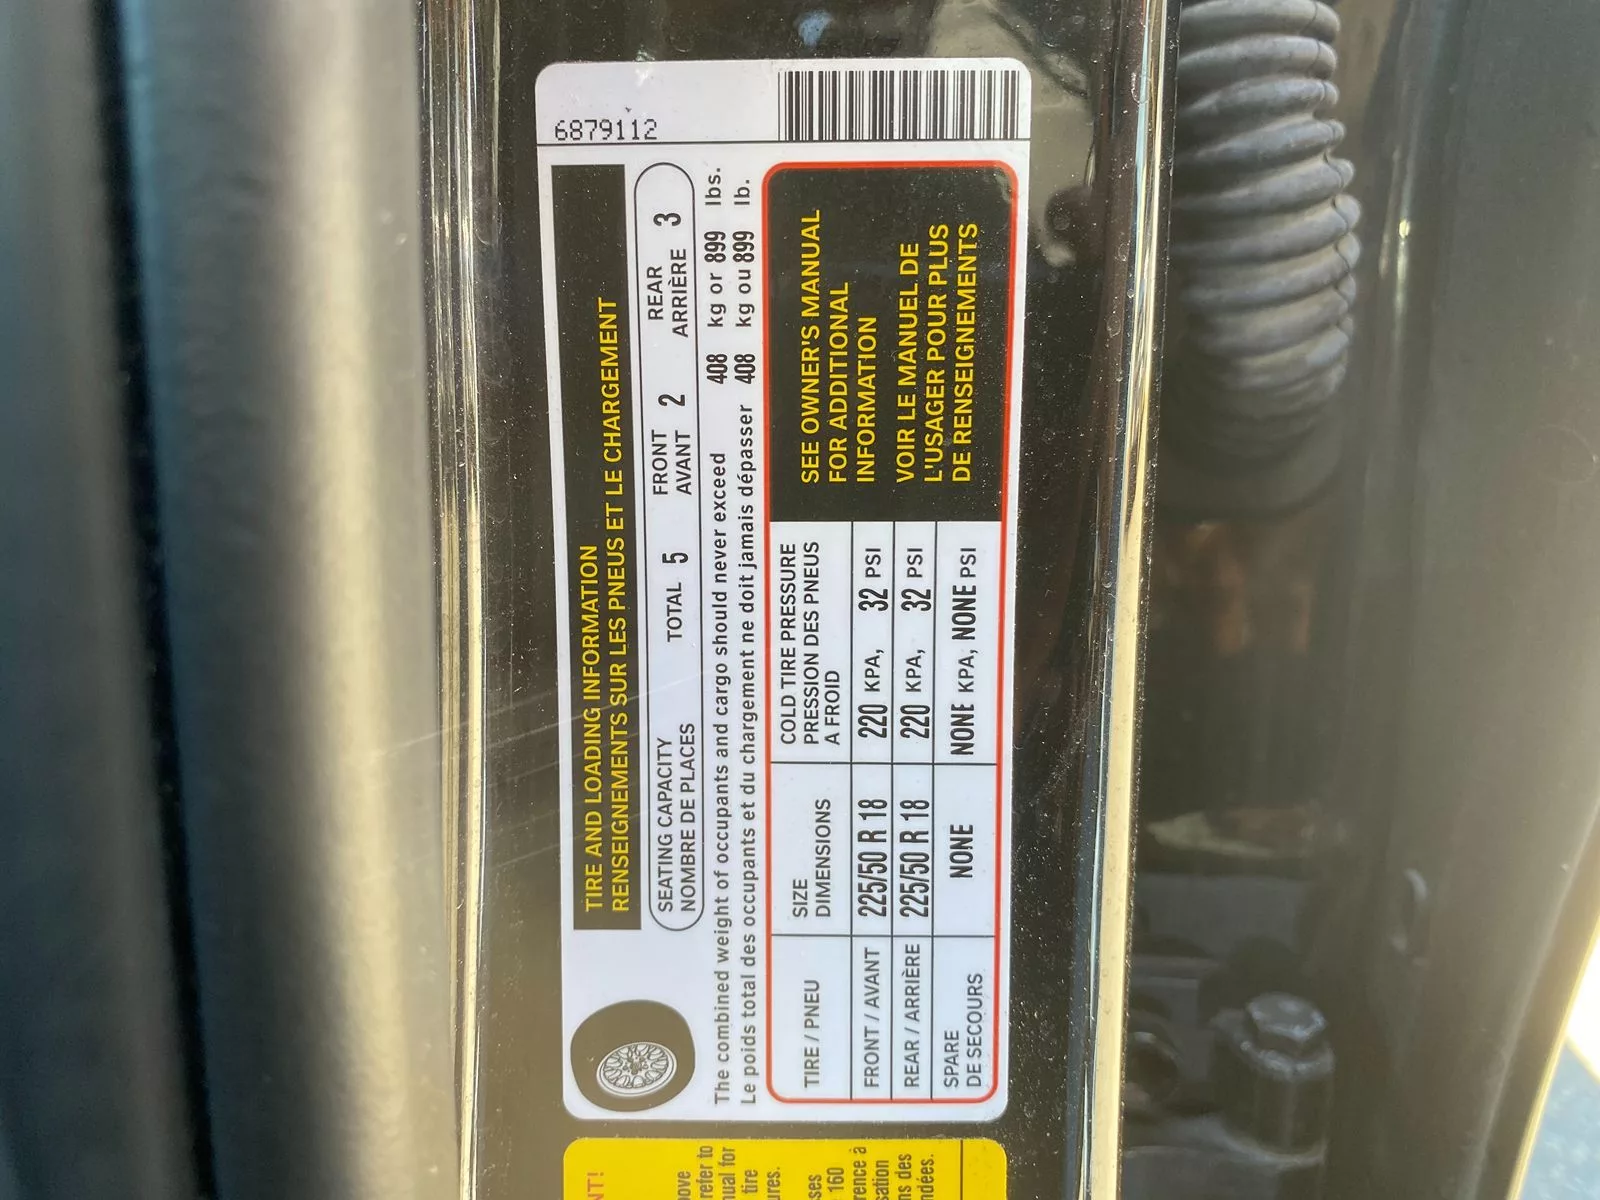 6879112
TIRE AND LOADING INFORMATION
RENSEIGNEMENTS SUR LES PNEUS ET LE CHARGEMENT
SEATING CAPACITY
NOMBRE DE PLACES
TOTAL 5
FRONT
AVANT 2
REAR
ARRIÈRE 3
The combined weight of occupants and cargo should never exceed 408 kg or 899 lbs.
Le poids total des occupants et du chargement ne doit jamais dépasser 408 kg ou 899 lb.
TIRE / PNEU
SIZE
DIMENSIONS
COLD TIRE PRESSURE
PRESSION DES PNEUS
A FROID
FRONT / AVANT 225/50 R 18 220 KPA, 32 PSI
REAR / ARRIÈRE 225/50 R 18 220 KPA, 32 PSI
SPARE
DE SECOURS NONE NONE KPA, NONE PSI
SEE OWNER'S MANUAL
FOR ADDITIONAL
INFORMATION
VOIR LE MANUEL DE
L'USAGER POUR PLUS
DE RENSEIGNEMENTS
refer to
tire
160